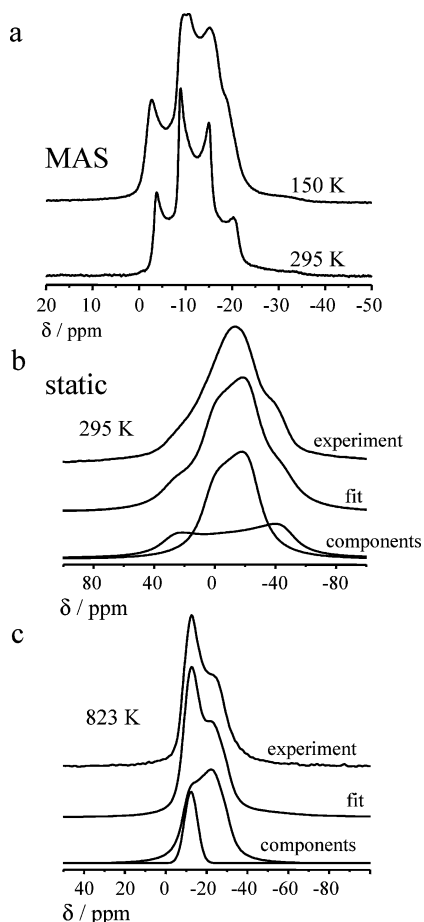 a
MAS
150 K
295 K
20 10 0 -10 -20 -30 -40 -50
δ / ppm
b
static
295 K
experiment
fit
components
80 40 0 -40 -80
δ / ppm
c
823 K
experiment
fit
components
40 20 0 -20 -40 -60 -80
δ / ppm